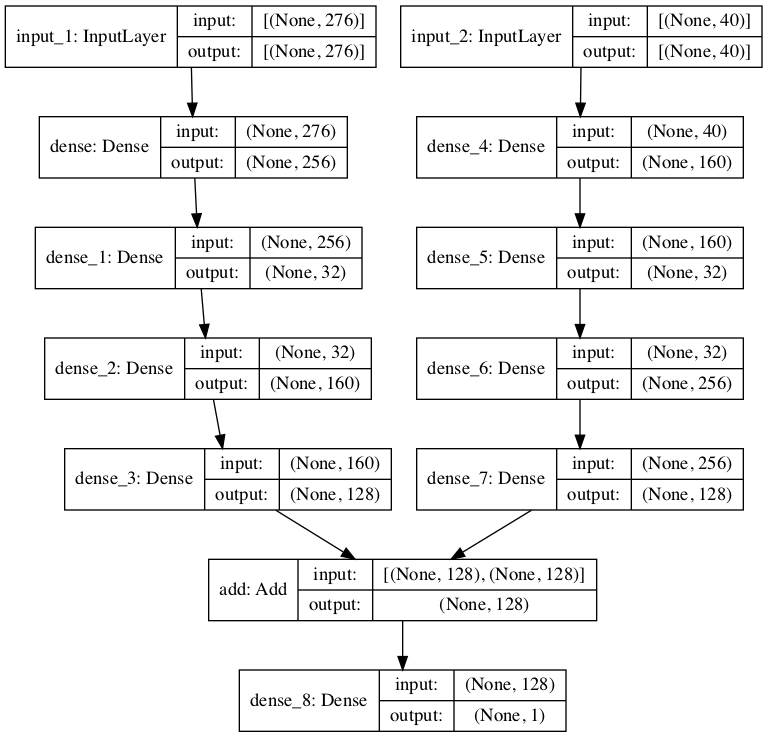 input_1: InputLayer
input: [(None, 276)]
output: [(None, 276)]
input_2: InputLayer
input: [(None, 40)]
output: [(None, 40)]
dense: Dense
input: (None, 276)
output: (None, 256)
dense_4: Dense
input: (None, 40)
output: (None, 160)
dense_1: Dense
input: (None, 256)
output: (None, 32)
dense_5: Dense
input: (None, 160)
output: (None, 32)
dense_2: Dense
input: (None, 32)
output: (None, 160)
dense_6: Dense
input: (None, 32)
output: (None, 256)
dense_3: Dense
input: (None, 160)
output: (None, 128)
dense_7: Dense
input: (None, 256)
output: (None, 128)
add: Add
input: [(None, 128), (None, 128)]
output: (None, 128)
dense_8: Dense
input: (None, 128)
output: (None, 1)